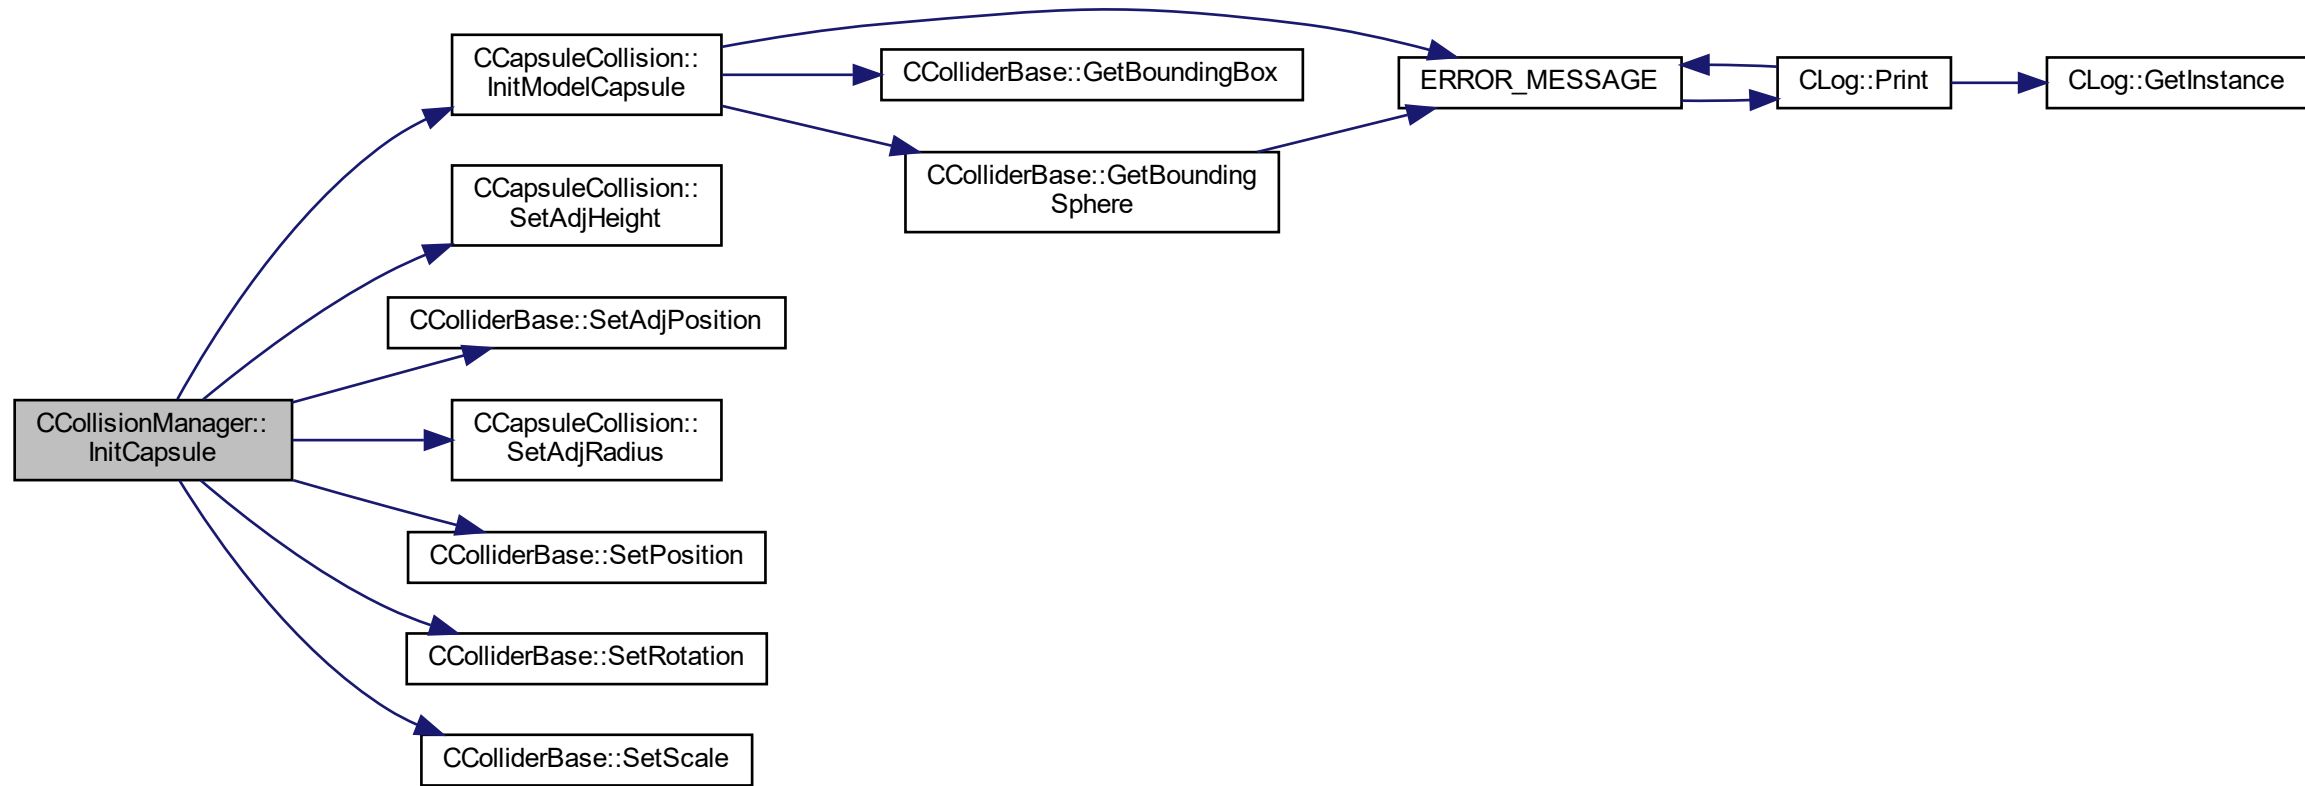 CCollisionManager::
InitCapsule
CCapsuleCollision::
InitModelCapsule
CCapsuleCollision::
SetAdjHeight
CColliderBase::SetAdjPosition
CCapsuleCollision::
SetAdjRadius
CColliderBase::SetPosition
CColliderBase::SetRotation
CColliderBase::SetScale
CColliderBase::GetBoundingBox
CColliderBase::GetBounding
Sphere
ERROR_MESSAGE
CLog::Print
CLog::GetInstance